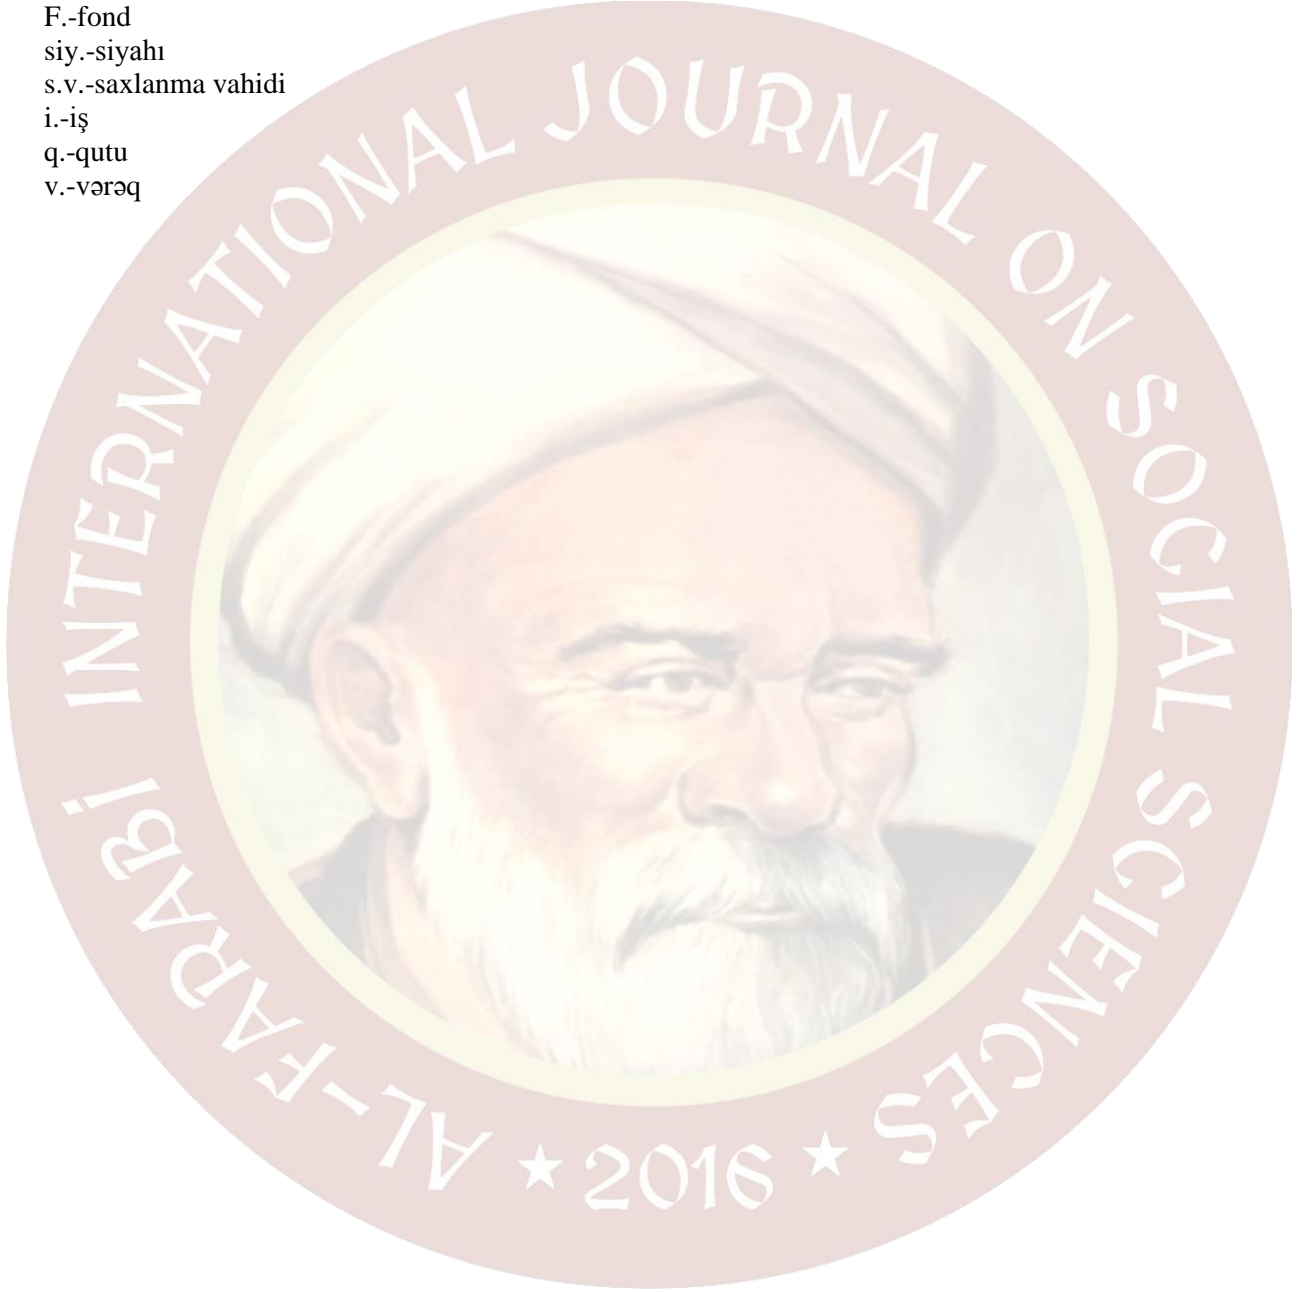 F.-fond
siy.-siyahı
s.v.-saxlanma vahidi
i.-iş
q.-qutu
v.-vərəq
AL-FARABI INTERNATIONAL JOURNAL ON SOCIAL SCIENCES
★ 2016 ★